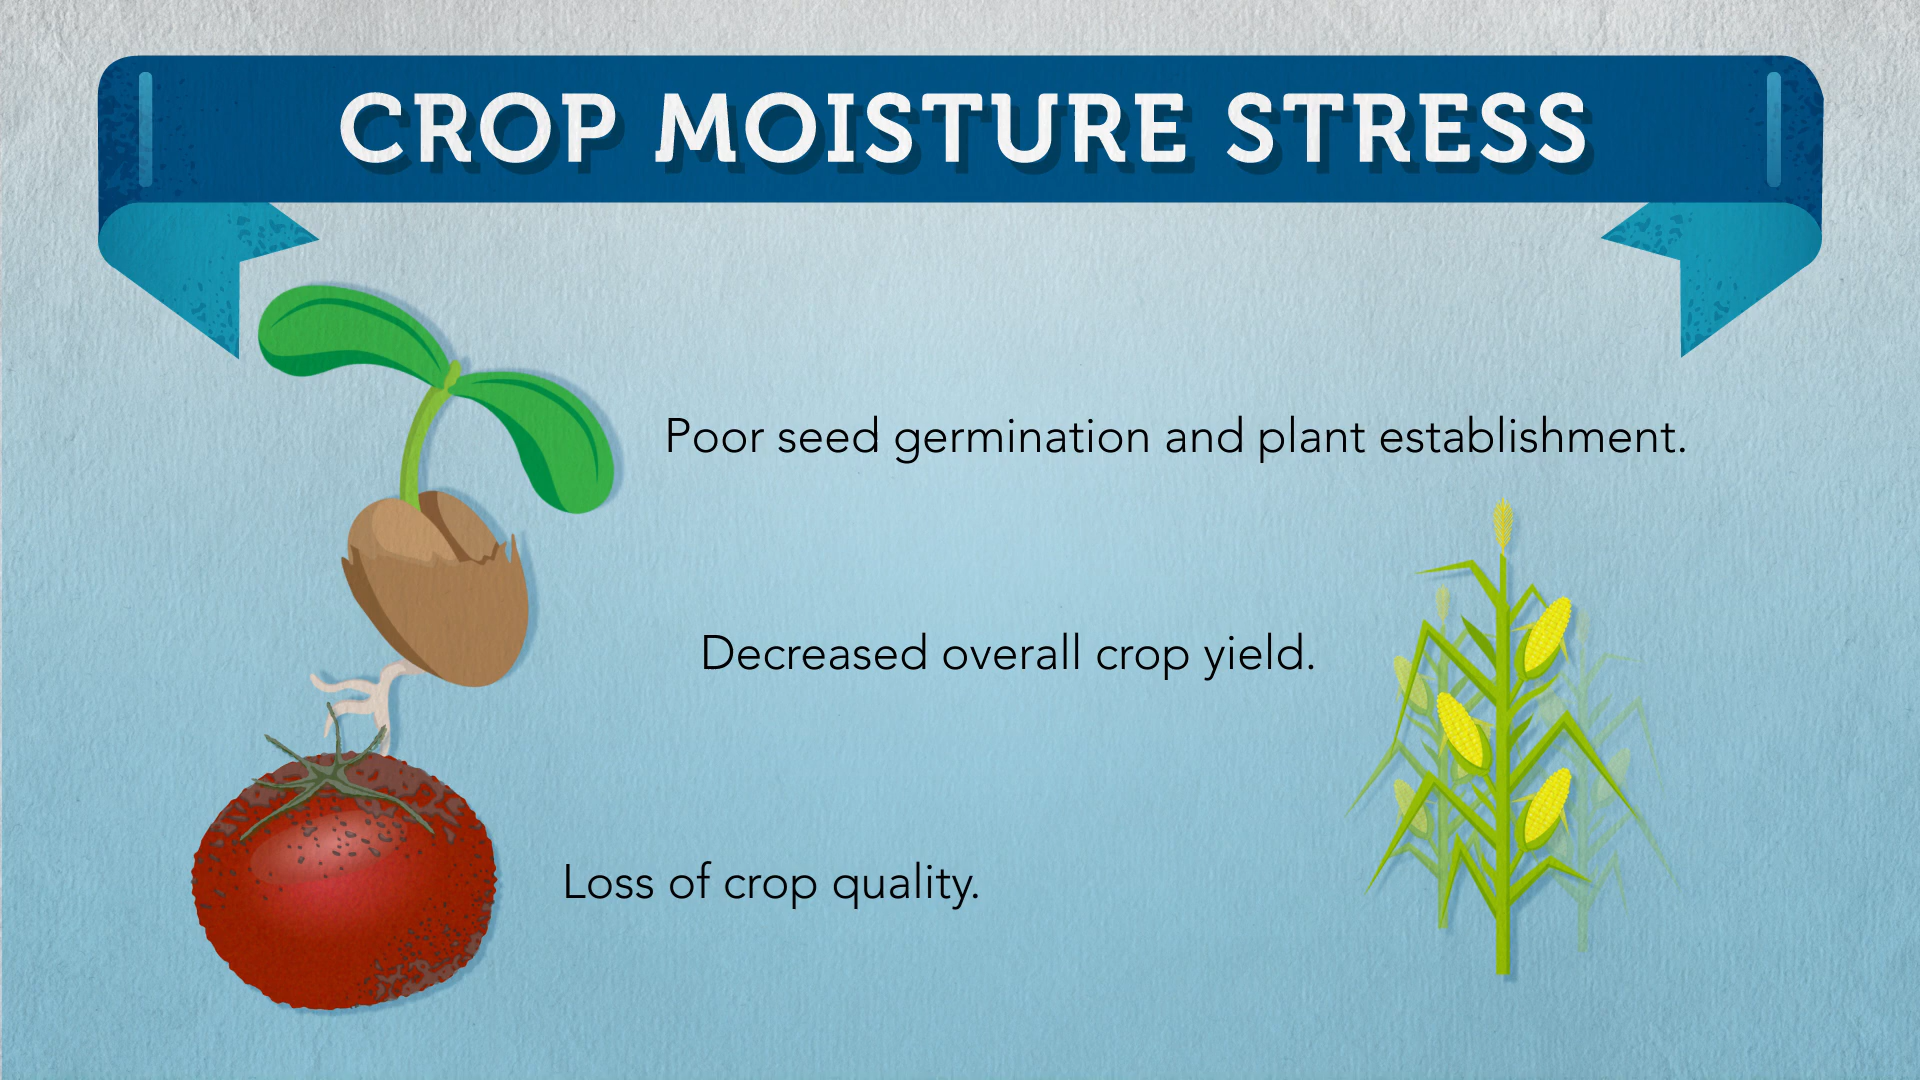 CROP MOISTURE STRESS
Poor seed germination and plant establishment.
Decreased overall crop yield.
Loss of crop quality.